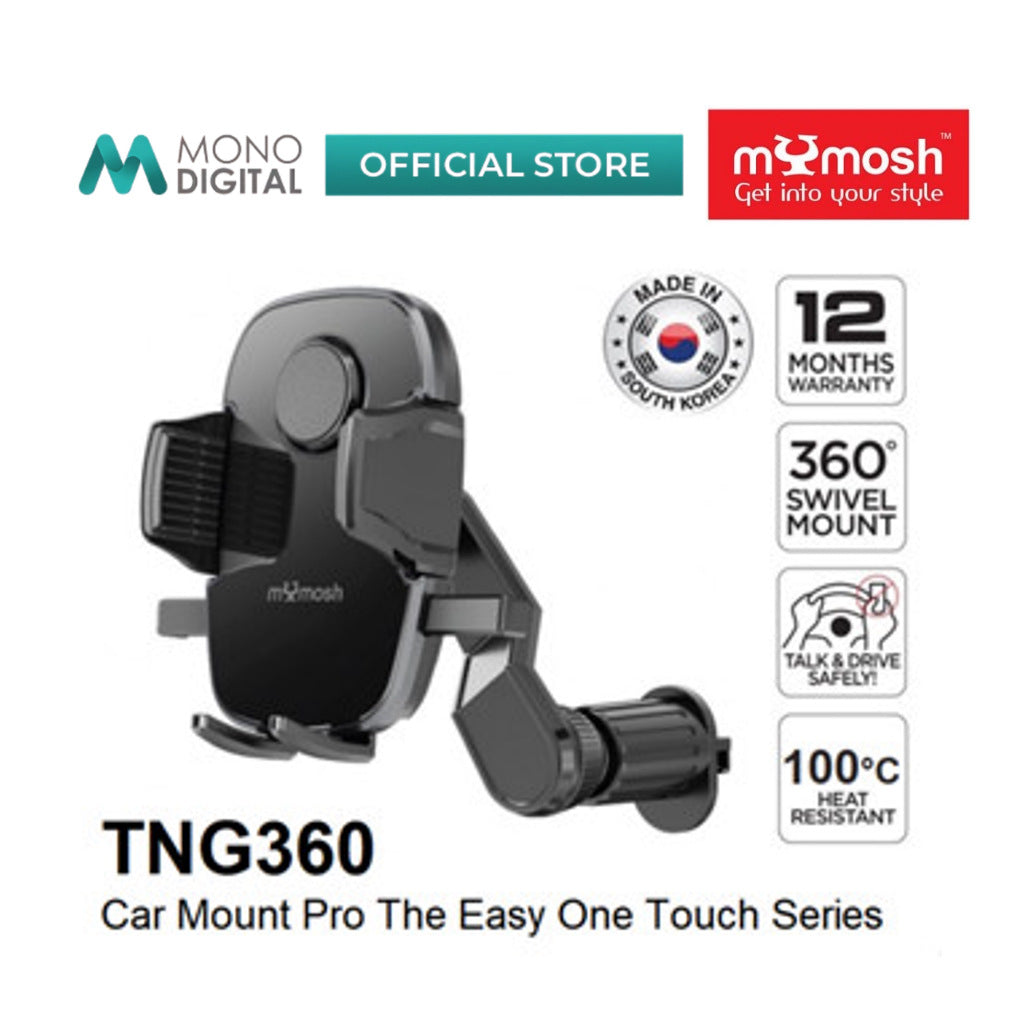 MONO
DIGITAL
OFFICIAL STORE
mymosh™
Get into your style
MADE IN
SOUTH KOREA
12
MONTHS
WARRANTY
360°
SWIVEL
MOUNT
mymosh
TALK & DRIVE
SAFELY!
100°C
HEAT
RESISTANT
TNG360
Car Mount Pro The Easy One Touch Series